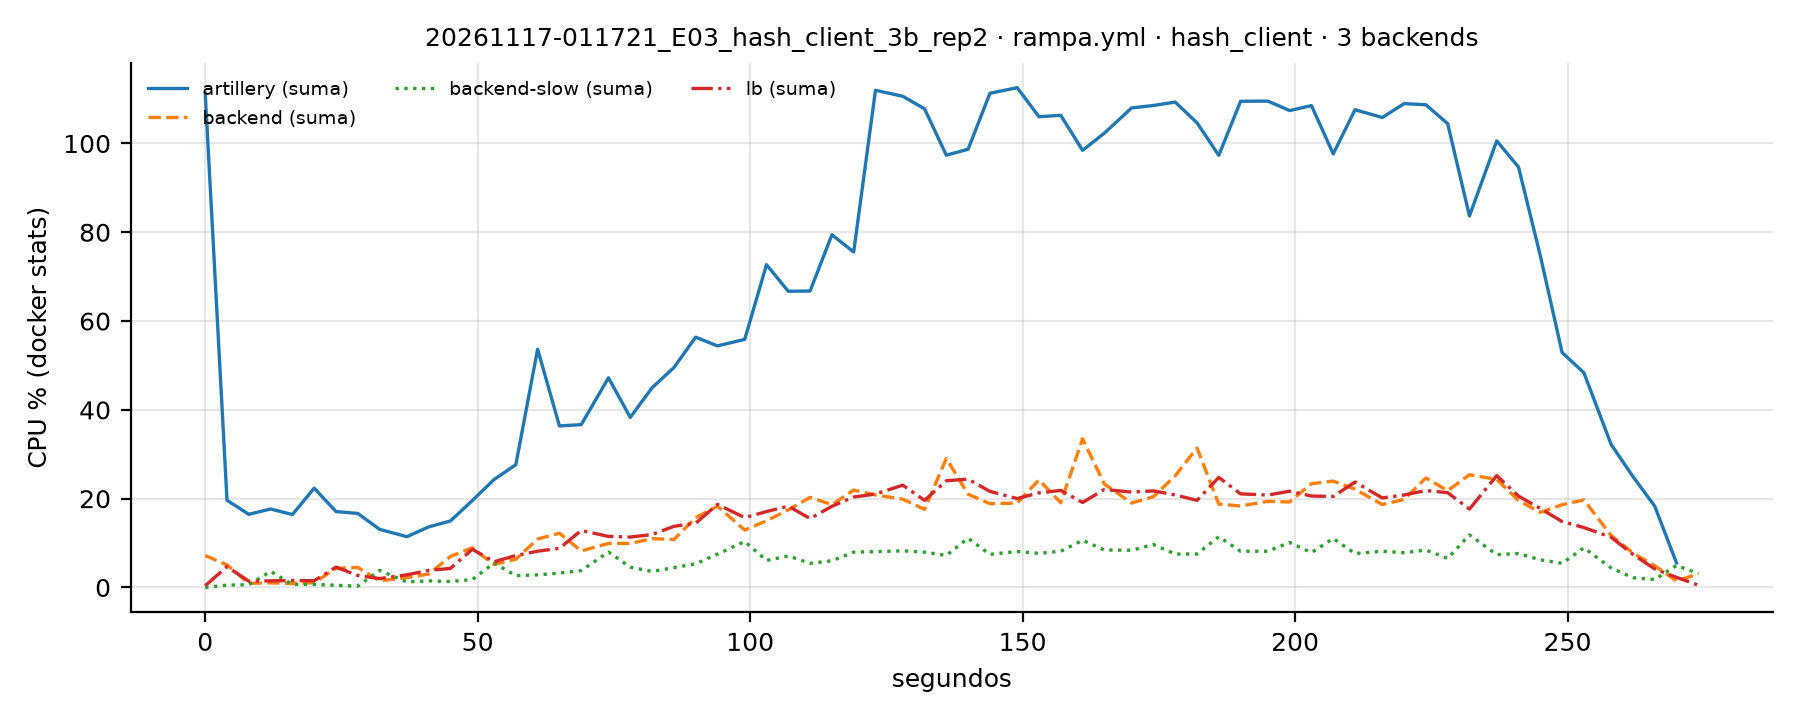 20261117-011721_E03_hash_client_3b_rep2 · rampa.yml · hash_client · 3 backends
artillery (suma)
backend (suma)
backend-slow (suma)
lb (suma)
CPU % (docker stats)
100
80
60
40
20
0
0 50 100 150 200 250
segundos